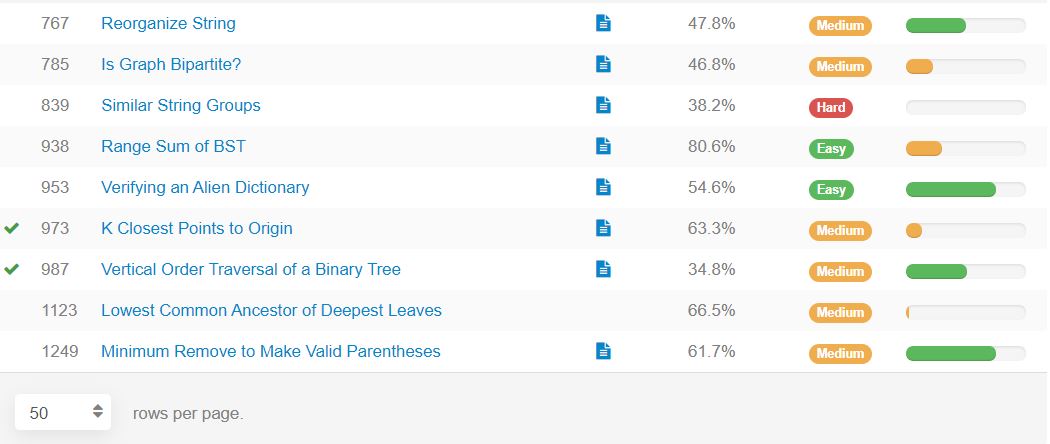 767 Reorganize String 47.8% Medium
785 Is Graph Bipartite? 46.8% Medium
839 Similar String Groups 38.2% Hard
938 Range Sum of BST 80.6% Easy
953 Verifying an Alien Dictionary 54.6% Easy
973 K Closest Points to Origin 63.3% Medium
987 Vertical Order Traversal of a Binary Tree 34.8% Medium
1123 Lowest Common Ancestor of Deepest Leaves 66.5% Medium
1249 Minimum Remove to Make Valid Parentheses 61.7% Medium
50 rows per page.